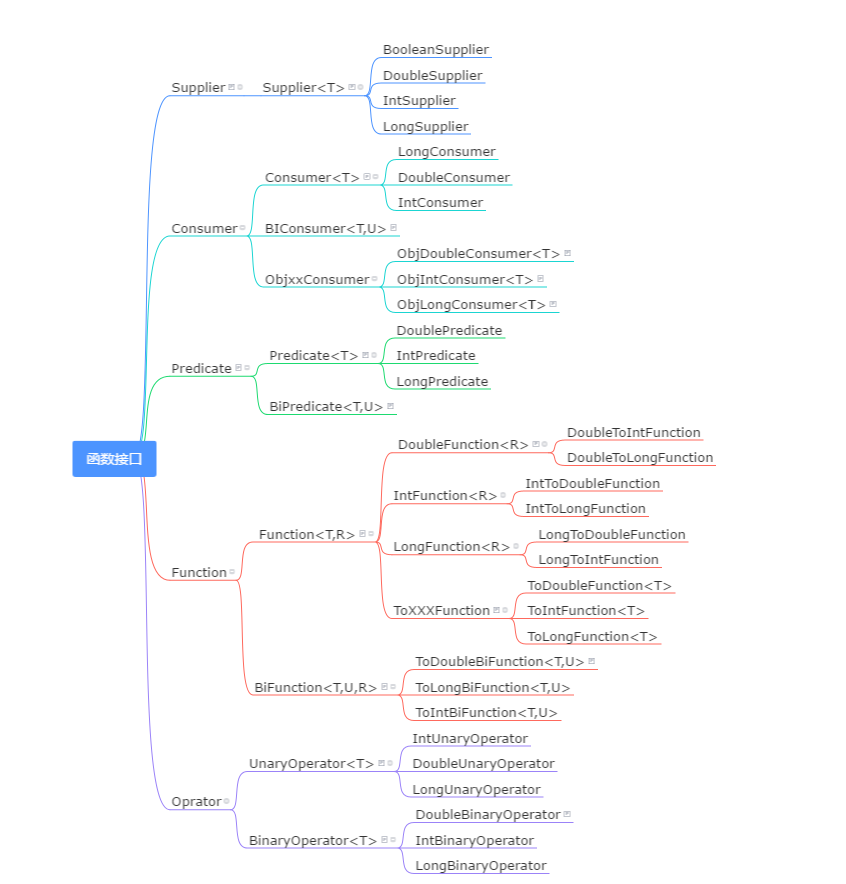 函数接口
Supplier
Supplier<T>
BooleanSupplier
DoubleSupplier
IntSupplier
LongSupplier
Consumer
Consumer<T>
LongConsumer
DoubleConsumer
IntConsumer
BIConsumer<T,U>
ObjxxConsumer
ObjDoubleConsumer<T>
ObjIntConsumer<T>
ObjLongConsumer<T>
Predicate
Predicate<T>
DoublePredicate
IntPredicate
LongPredicate
BiPredicate<T,U>
Function
Function<T,R>
DoubleFunction<R>
DoubleToIntFunction
DoubleToLongFunction
IntFunction<R>
IntToDoubleFunction
IntToLongFunction
LongFunction<R>
LongToDoubleFunction
LongToIntFunction
ToXXXFunction
ToDoubleFunction<T>
ToIntFunction<T>
ToLongFunction<T>
BiFunction<T,U,R>
ToDoubleBiFunction<T,U>
ToLongBiFunction<T,U>
ToIntBiFunction<T,U>
Oprator
UnaryOperator<T>
IntUnaryOperator
DoubleUnaryOperator
LongUnaryOperator
BinaryOperator<T>
DoubleBinaryOperator
IntBinaryOperator
LongBinaryOperator